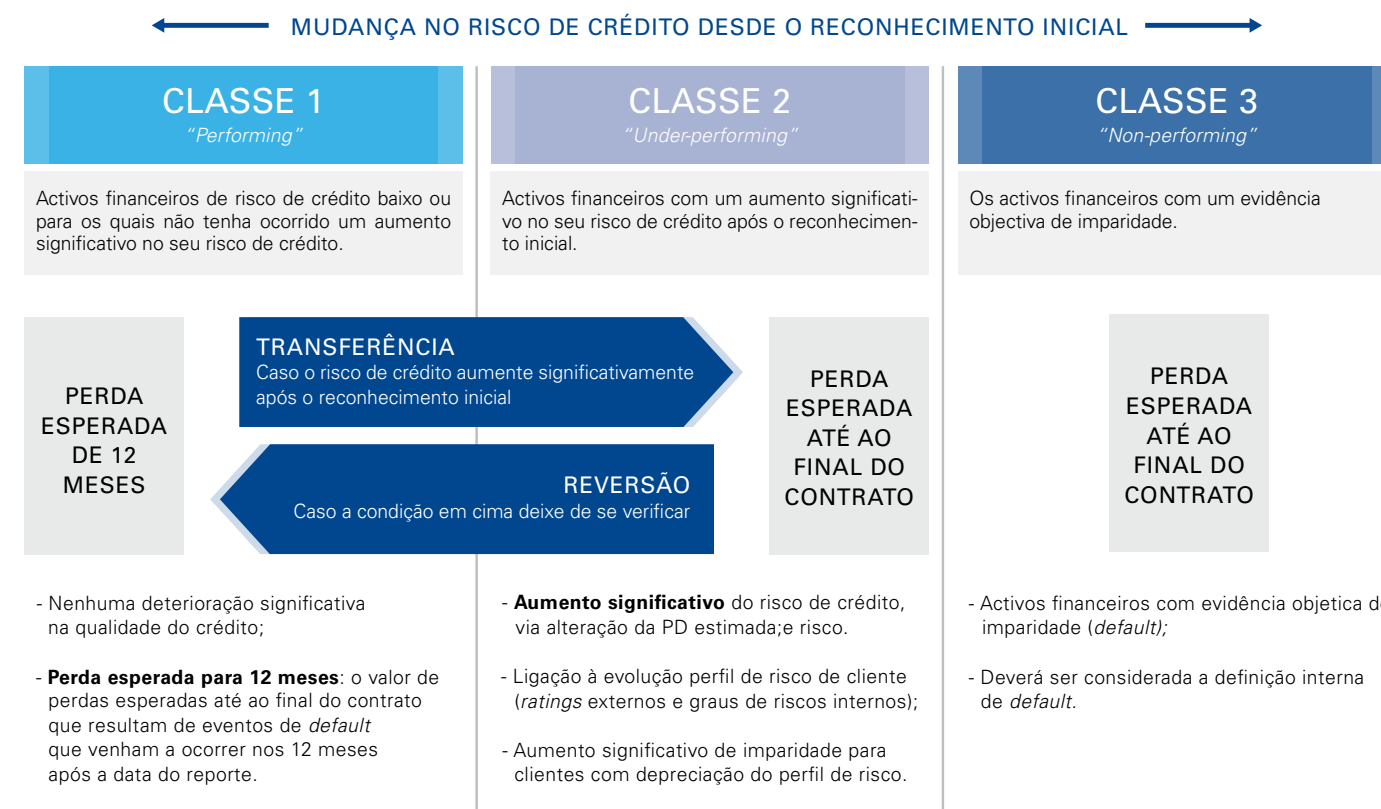 MUDANÇA NO RISCO DE CRÉDITO DESDE O RECONHECIMENTO INICIAL
CLASSE 1
“Performing”
Activos financeiros de risco de crédito baixo ou
para os quais não tenha ocorrido um aumento
significativo no seu risco de crédito.
CLASSE 2
“Under-performing”
Activos financeiros com um aumento significati-
vo no seu risco de crédito após o reconhecimen-
to inicial.
CLASSE 3
“Non-performing”
Os activos financeiros com um evidência
objectiva de imparidade.
PERDA
ESPERADA
DE 12
MESES
TRANSFERÊNCIA
Caso o risco de crédito aumente significativamente
após o reconhecimento inicial
REVERSÃO
Caso a condição em cima deixe de se verificar
PERDA
ESPERADA
ATÉ AO
FINAL DO
CONTRATO
PERDA
ESPERADA
ATÉ AO
FINAL DO
CONTRATO
- Nenhuma deterioração significativa
na qualidade do crédito;
- Perda esperada para 12 meses: o valor de
perdas esperadas até ao final do contrato
que resultam de eventos de default
que venham a ocorrer nos 12 meses
após a data do reporte.
- Aumento significativo do risco de crédito,
via alteração da PD estimada;e risco.
- Ligação à evolução perfil de risco de cliente
(ratings externos e graus de riscos internos);
- Aumento significativo de imparidade para
clientes com depreciação do perfil de risco.
- Activos financeiros com evidência objetica de
imparidade (default);
- Deverá ser considerada a definição interna
de default.